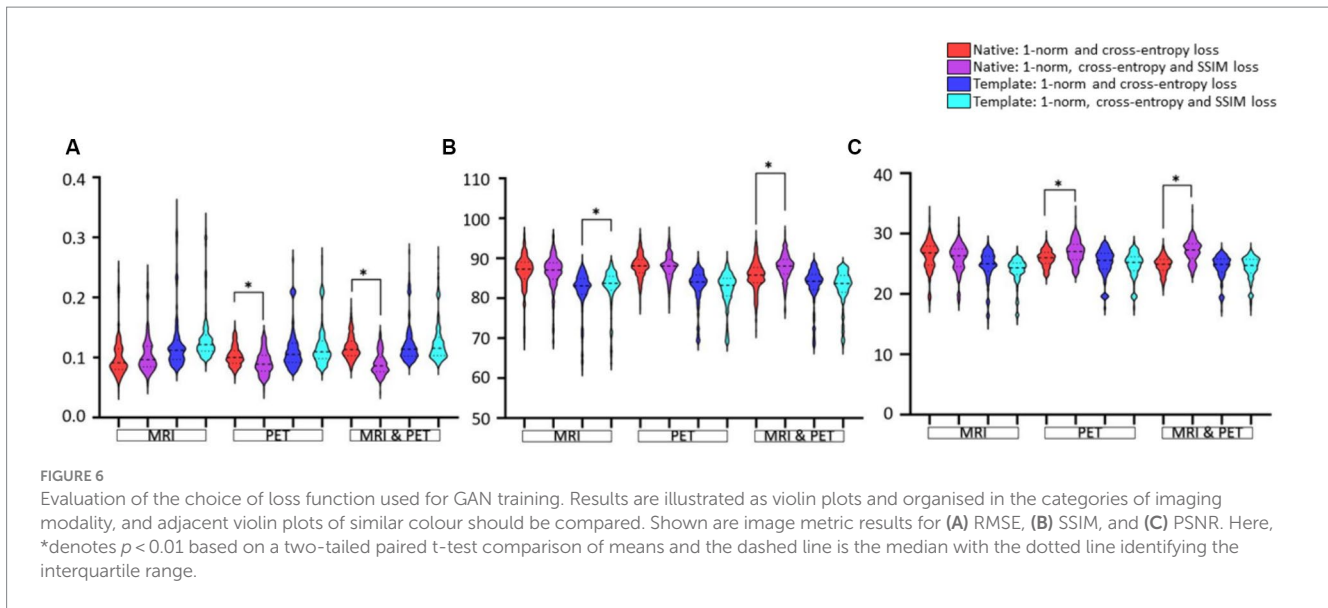 Native: 1-norm and cross-entropy loss
Native: 1-norm, cross-entropy and SSIM loss
Template: 1-norm and cross-entropy loss
Template: 1-norm, cross-entropy and SSIM loss
A
0.4
0.3
0.2
0.1
0.0
*
*
MRI
PET
MRI & PET
B
110
100
90
80
70
60
50
*
*
MRI
PET
MRI & PET
C
40
30
20
10
0
*
*
MRI
PET
MRI & PET
FIGURE 6
Evaluation of the choice of loss function used for GAN training. Results are illustrated as violin plots and organised in the categories of imaging
modality, and adjacent violin plots of similar colour should be compared. Shown are image metric results for (A) RMSE, (B) SSIM, and (C) PSNR. Here,
*denotes p < 0.01 based on a two-tailed paired t-test comparison of means and the dashed line is the median with the dotted line identifying the
interquartile range.